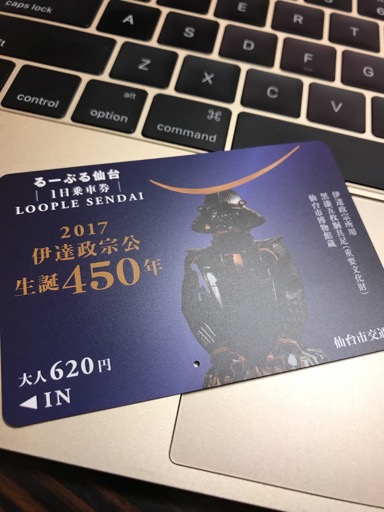 caps lock
A
S
D
F
Z
X
C
V
control
alt
option
⌘
command
るーぷる仙台
1日乗車券
LOOPLE SENDAI
2017
伊達政宗公
生誕450年
伊達政宗所用
黒漆五枚胴具足(重要文化財)
仙台市博物館蔵
大人620円
仙台市交通
◀IN